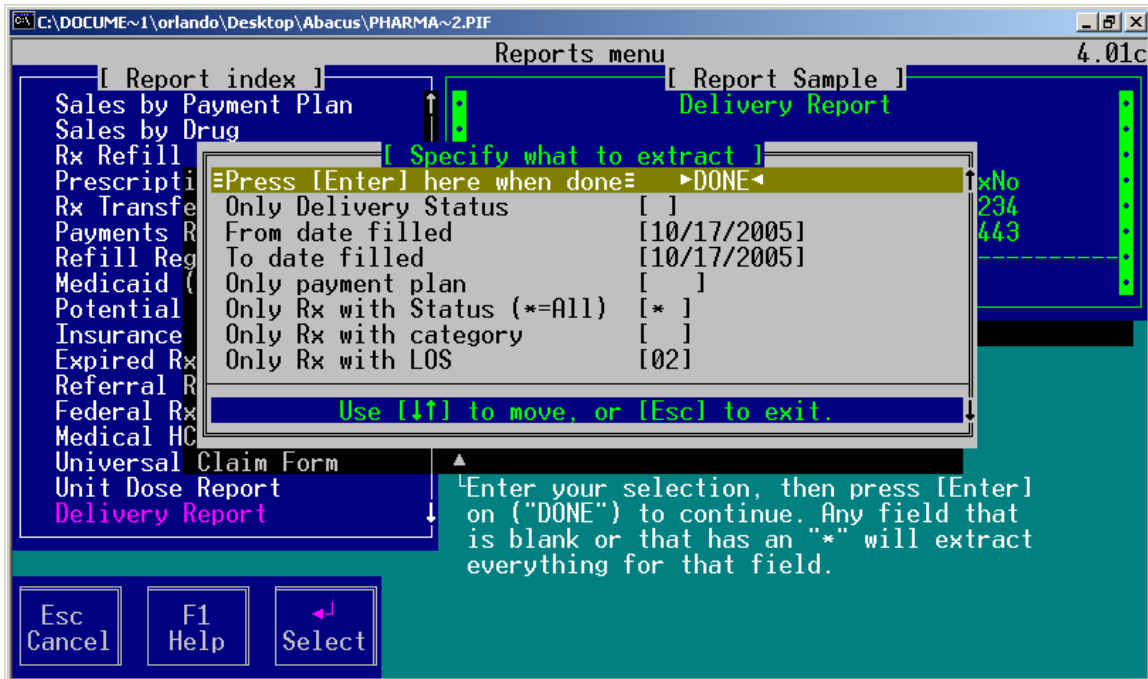 C:\DOCUME~1\orlando\Desktop\Abacus\PHARMA~2.PIF
Reports menu 4.01c
[ Report index ]
Sales by Payment Plan
Sales by Drug
Rx Refill
Prescripti
Rx Transfe
Payments R
Refill Reg
Medicaid (
Potential
Insurance
Expired Rx
Referral R
Federal Rx
Medical HC
Universal Claim Form
Unit Dose Report
Delivery Report
[ Report Sample ]
Delivery Report
xNo
234
443
[ Specify what to extract ]
≡Press [Enter] here when done≡ ►DONE◄
Only Delivery Status [ ]
From date filled [10/17/2005]
To date filled [10/17/2005]
Only payment plan [ ]
Only Rx with Status (*=All) [* ]
Only Rx with category [ ]
Only Rx with LOS [02]
Use [↓↑] to move, or [Esc] to exit.
Enter your selection, then press [Enter]
on ("DONE") to continue. Any field that
is blank or that has an "*" will extract
everything for that field.
Esc
Cancel
F1
Help
Select